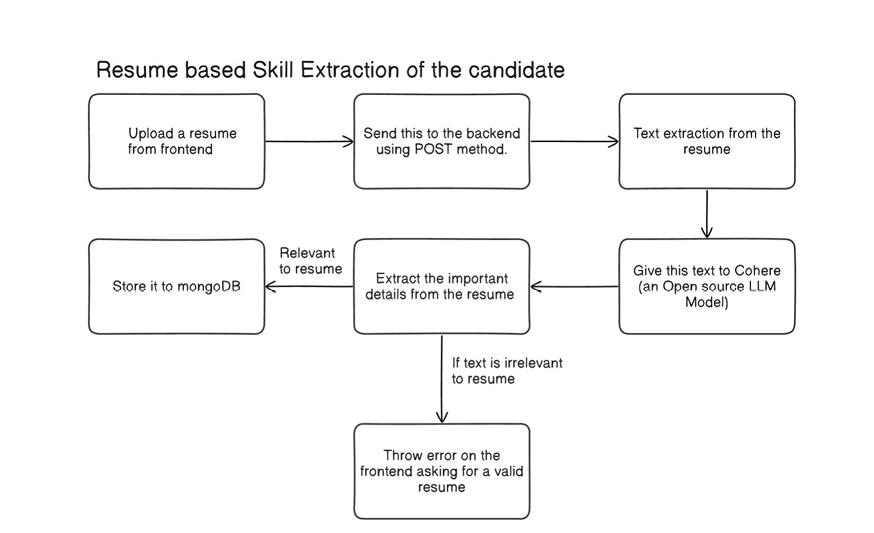 Resume based Skill Extraction of the candidate
Upload a resume
from frontend
Send this to the backend
using POST method.
Text extraction from the
resume
Give this text to Cohere
(an Open source LLM
Model)
Extract the important
details from the resume
Relevant
to resume
Store it to mongoDB
If text is irrelevant
to resume
Throw error on the
frontend asking for a valid
resume